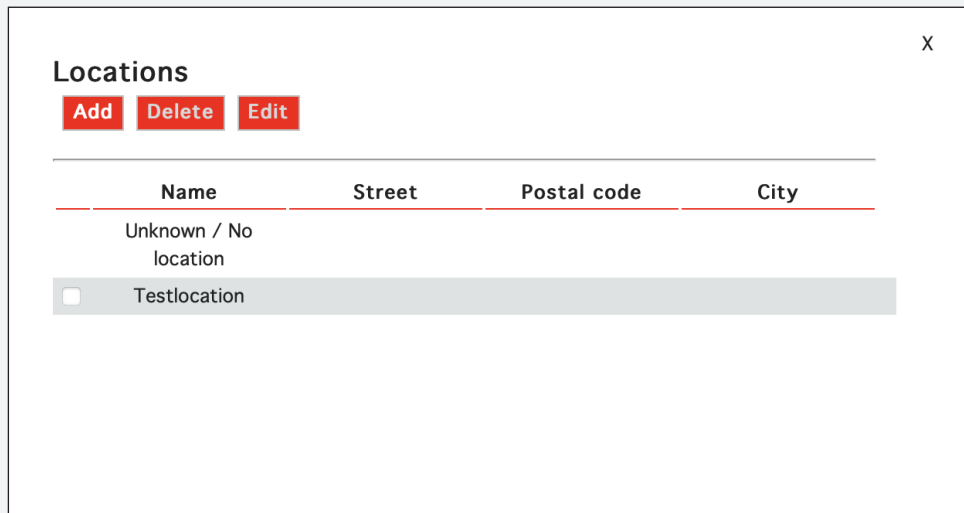 X
Locations
Add Delete Edit
Name Street Postal code City
Unknown / No
location
Testlocation